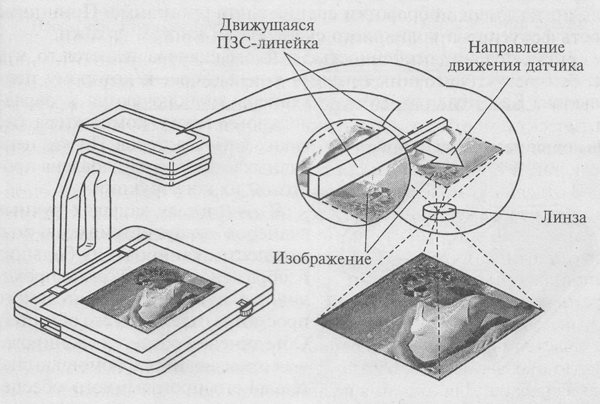 Движущаяся
ПЗС-линейка
Направление
движения датчика
Линза
Изображение